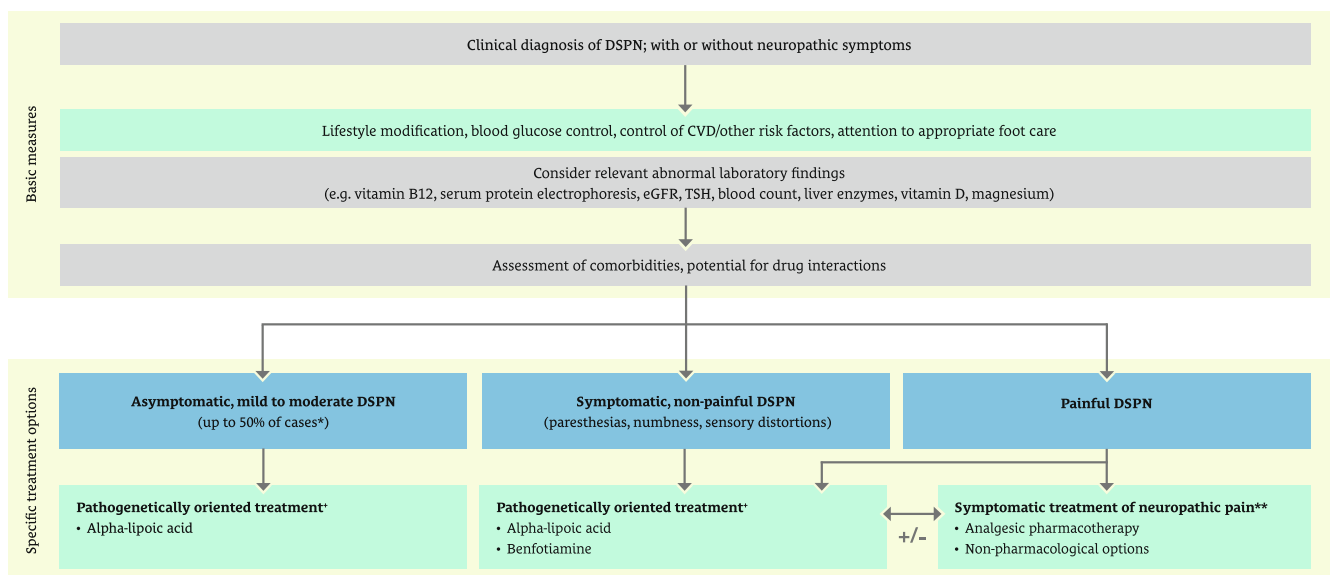 Basic measures
Clinical diagnosis of DSPN; with or without neuropathic symptoms
Lifestyle modification, blood glucose control, control of CVD/other risk factors, attention to appropriate foot care
Consider relevant abnormal laboratory findings
(e.g. vitamin B12, serum protein electrophoresis, eGFR, TSH, blood count, liver enzymes, vitamin D, magnesium)
Assessment of comorbidities, potential for drug interactions
Specific treatment options
Asymptomatic, mild to moderate DSPN
(up to 50% of cases*)
Symptomatic, non-painful DSPN
(paresthesias, numbness, sensory distortions)
Painful DSPN
Pathogenetically oriented treatment⁺
• Alpha-lipoic acid
Pathogenetically oriented treatment⁺
• Alpha-lipoic acid
• Benfotiamine
+/-
Symptomatic treatment of neuropathic pain**
• Analgesic pharmacotherapy
• Non-pharmacological options